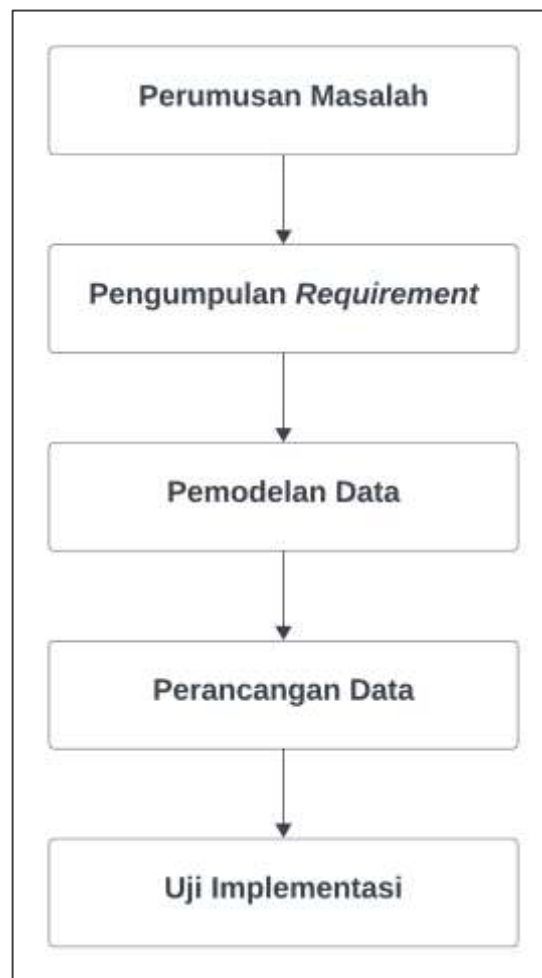 Perumusan Masalah
Pengumpulan Requirement
Pemodelan Data
Perancangan Data
Uji Implementasi